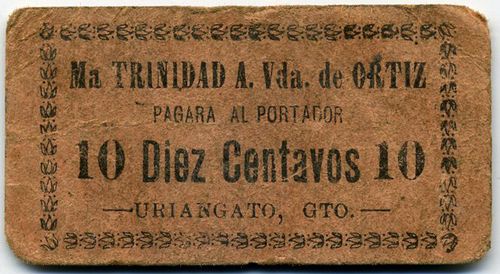 Ma TRINIDAD A. Vda. de ORTIZ
PAGARA AL PORTADOR
10 Diez Centavos 10
—URIANGATO, GTO.—